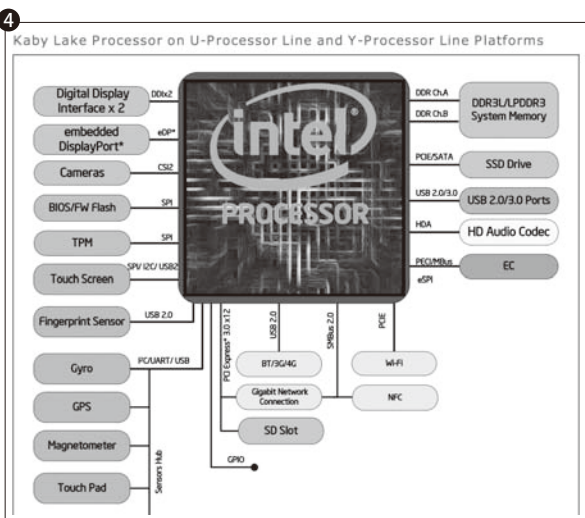 4
Kaby Lake Processor on U-Processor Line and Y-Processor Line Platforms
Digital Display
Interface x 2
DDIx2
embedded
DisplayPort*
eDP*
Cameras
CSI2
BIOS/FW Flash
SPI
TPM
SPI
Touch Screen
SPI/ I2C/ USB2
Fingerprint Sensor
USB 2.0
Gyro
I²C/UART/ USB
GPS
Magnetometer
Touch Pad
Sensors Hub
intel
PROCESSOR
DDR Ch.A
DDR Ch.B
DDR3L/LPDDR3
System Memory
PCIE/SATA
SSD Drive
USB 2.0/3.0
USB 2.0/3.0 Ports
HDA
HD Audio Codec
PECI/MBus
eSPI
EC
PCI Express* 3.0 x12
USB 2.0
SMBus 2.0
PCIE
BT/3G/4G
Wi-Fi
Gigabit Network
Connection
NFC
SD Slot
GPIO